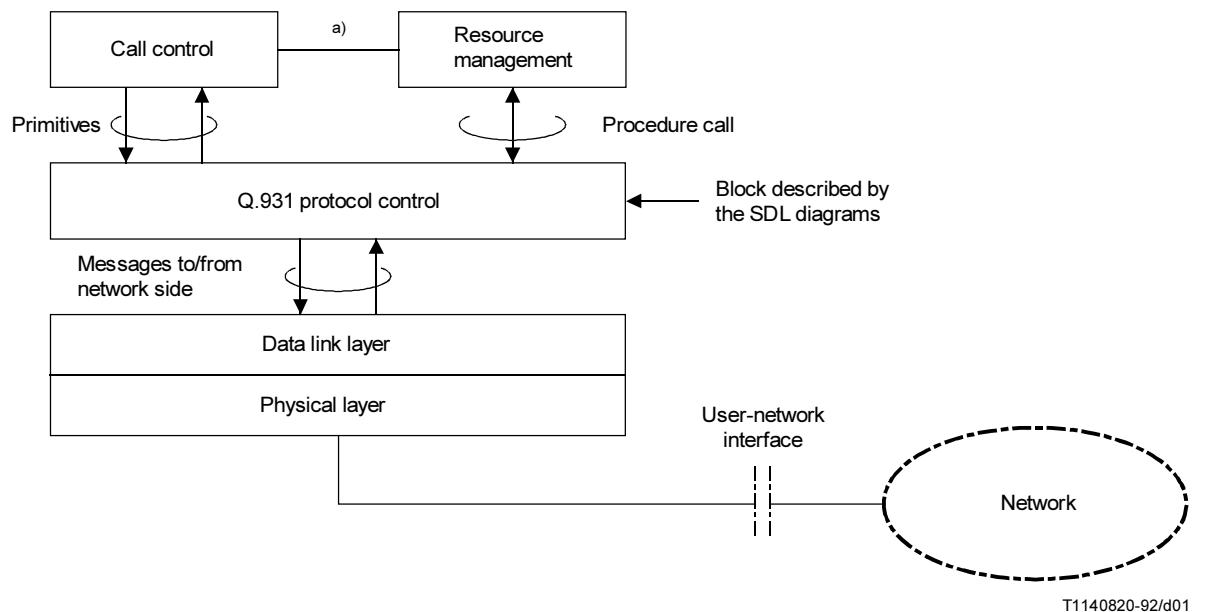 Call control
a)
Resource
management
Primitives
Procedure call
Q.931 protocol control
Block described by
the SDL diagrams
Messages to/from
network side
Data link layer
Physical layer
User-network
interface
Network
T1140820-92/d01